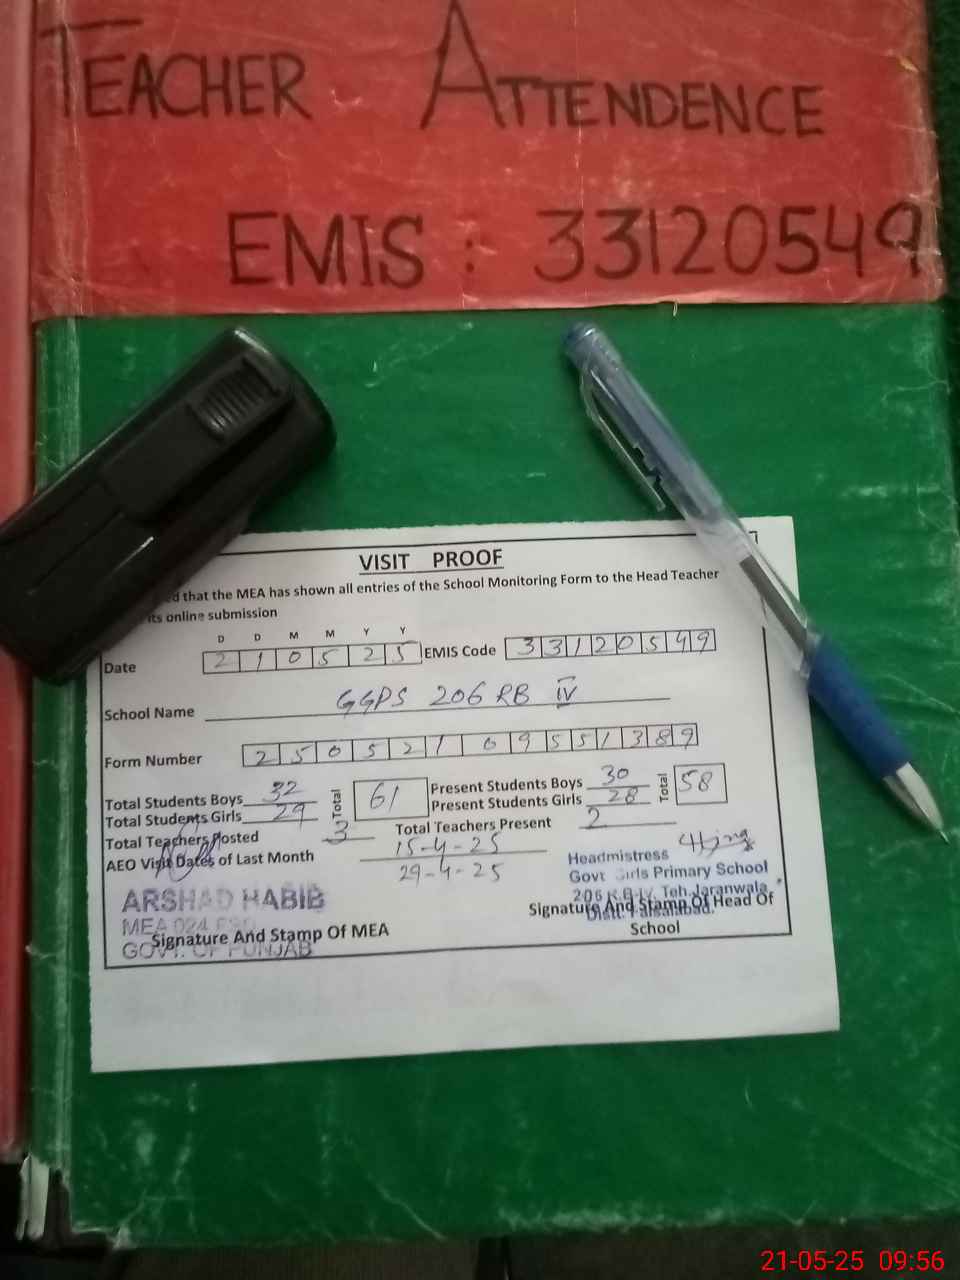 TEACHER ATTENDENCE
EMIS : 33120549
VISIT PROOF
ed that the MEA has shown all entries of the School Monitoring Form to the Head Teacher
its online submission
D D M M Y Y
Date 2 1 0 5 2 5 EMIS Code 3 3 1 2 0 5 4 9
School Name GGPS 206 RB IV
Form Number 2 5 0 5 2 1 0 9 5 5 1 3 8 9
Total Students Boys 32 Total 61 Present Students Boys 30 Total 58
Total Students Girls 29 Present Students Girls 28
Total Teachers Posted 3 Total Teachers Present 2
AEO Visit Dates of Last Month 15-4-25
29-4-25
Headmistress
Govt Girls Primary School
206 R.B-IV, Teh. Jaranwala,
Distt. Faisalabad.
Signature And Stamp Of Head Of
School
ARSHAD HABIB
MEA 024 FSD
GOVT. OF PUNJAB
Signature And Stamp Of MEA
21-05-25 09:56